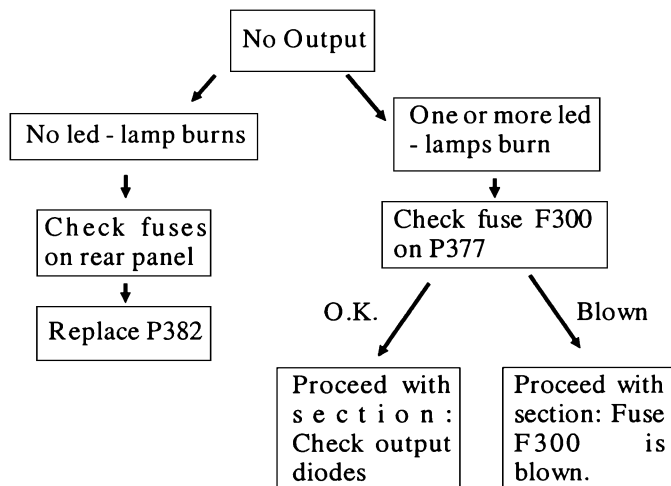 No Output
No led - lamp burns
One or more led
- lamps burn
Check fuses
on rear panel
Check fuse F300
on P377
Replace P382
O.K.
Blown
Proceed with
section:
Check output
diodes
Proceed with
section: Fuse
F300 is
blown.